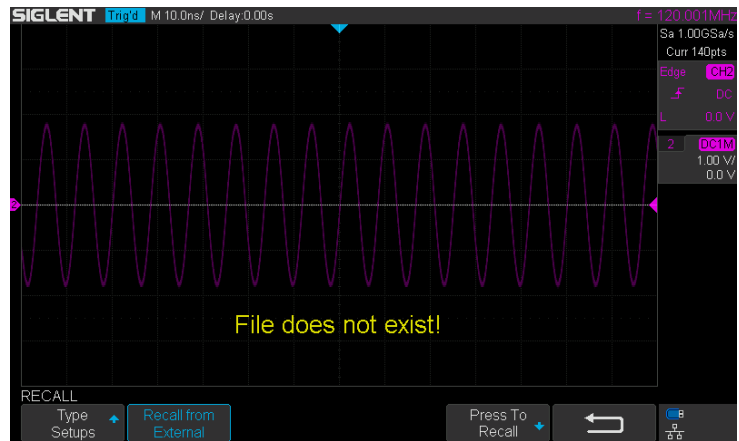 SIGLENT Trig'd M 10.0ns/ Delay:0.00s f = 120.001MHz
Sa 1.00GSa/s
Curr 140pts
Edge CH2
DC
L 0.0 V
2 DC1M
1.00 V/
0.0 V
2
File does not exist!
RECALL
Type
Setups
Recall from
External
Press To
Recall